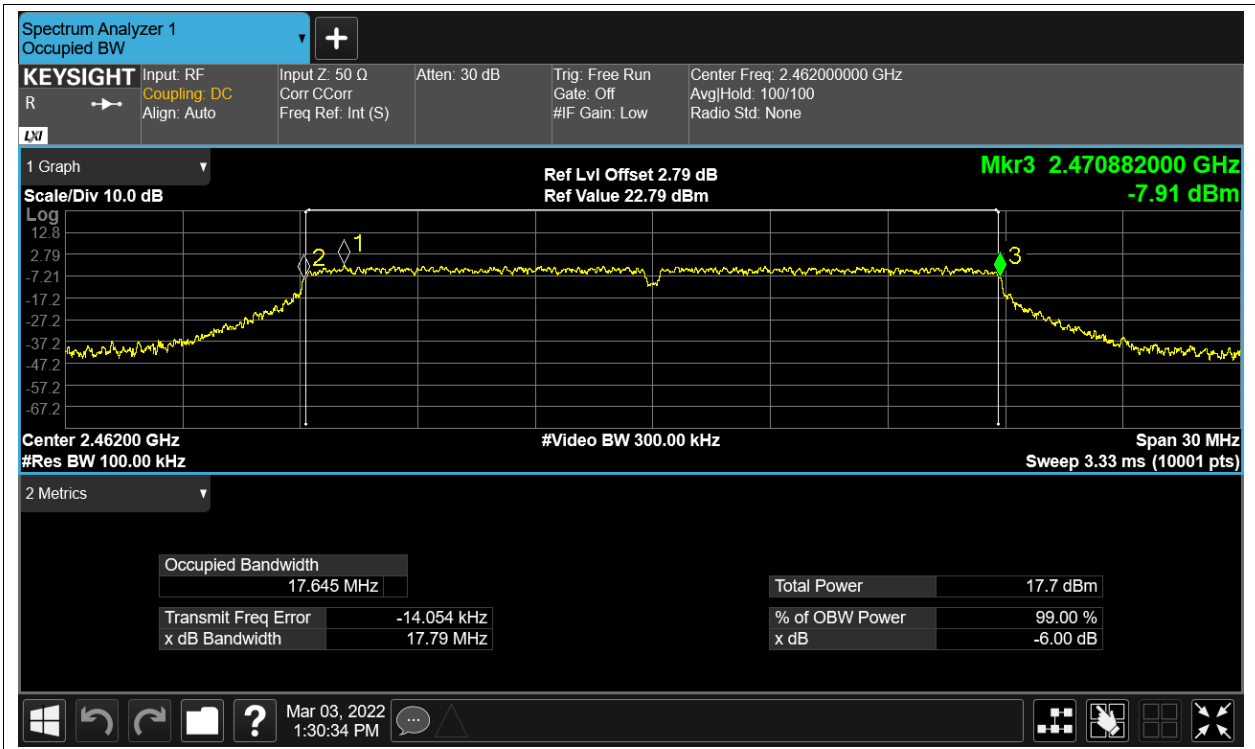 Spectrum Analyzer 1
Occupied BW
KEYSIGHT
R
LXI
Input: RF
Coupling: DC
Align: Auto
Input Z: 50 Ω
Corr CCorr
Freq Ref: Int (S)
Atten: 30 dB
Trig: Free Run
Gate: Off
#IF Gain: Low
Center Freq: 2.462000000 GHz
Avg|Hold: 100/100
Radio Std: None
1 Graph
Scale/Div 10.0 dB
Ref Lvl Offset 2.79 dB
Ref Value 22.79 dBm
Mkr3 2.470882000 GHz
-7.91 dBm
Log
12.8
2.79
-7.21
-17.2
-27.2
-37.2
-47.2
-57.2
-67.2
2
1
3
Center 2.46200 GHz
#Video BW 300.00 kHz
Span 30 MHz
#Res BW 100.00 kHz
Sweep 3.33 ms (10001 pts)
2 Metrics
Occupied Bandwidth
17.645 MHz
Transmit Freq Error -14.054 kHz
x dB Bandwidth 17.79 MHz
Total Power 17.7 dBm
% of OBW Power 99.00 %
x dB -6.00 dB
?
Mar 03, 2022
1:30:34 PM